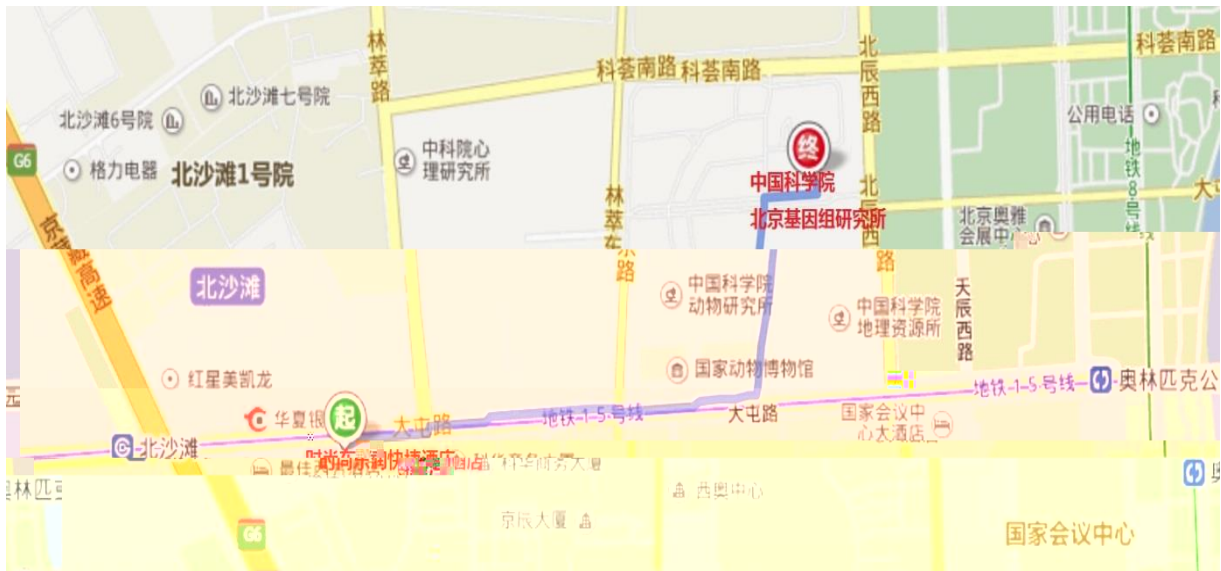 林萃路
科荟南路
科荟南路
科荟南路
北辰西路
北沙滩七号院
北沙滩6号院
公用电话
G6
格力电器
北沙滩1号院
中科院心
理研究所
终
地铁8号线
中国科学院
北京基因组研究所
北辰西路
林萃东路
北京奥雅
会展中心
京藏高速
北沙滩
中国科学院
动物研究所
中国科学院
地理资源所
天辰西路
红星美凯龙
国家动物博物馆
地铁1-5号线
奥林匹克公
华夏银
起
大屯路
地铁1-5号线
大屯路
国家会议中
心大酒店
北沙滩
最佳
西奥中心
奥林匹
京辰大厦
G6
国家会议中心